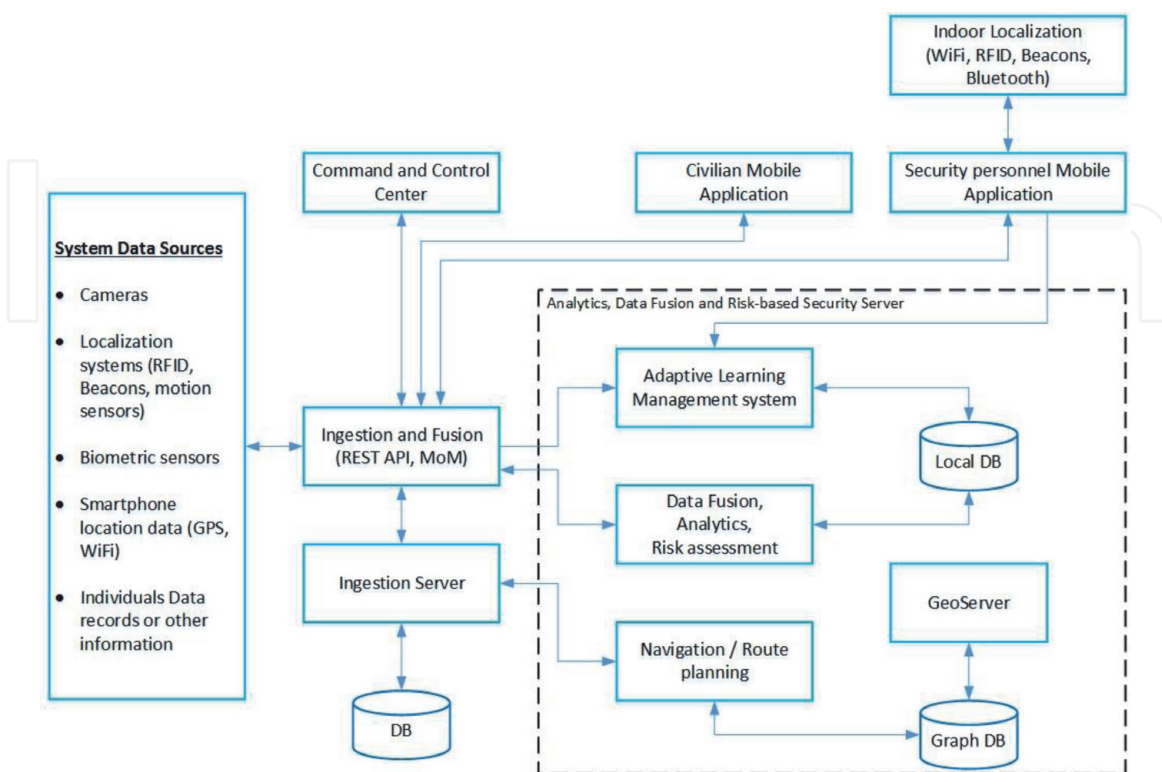 Indoor Localization
(WiFi, RFID, Beacons,
Bluetooth)
Command and Control
Center
Civilian Mobile
Application
Security personnel Mobile
Application
System Data Sources
● Cameras
● Localization
systems (RFID,
Beacons, motion
sensors)
● Biometric sensors
● Smartphone
location data (GPS,
WiFi)
● Individuals Data
records or other
information
Analytics, Data Fusion and Risk-based Security Server
Adaptive Learning
Management system
Ingestion and Fusion
(REST API, MoM)
Local DB
Data Fusion,
Analytics,
Risk assessment
Ingestion Server
GeoServer
Navigation / Route
planning
DB
Graph DB